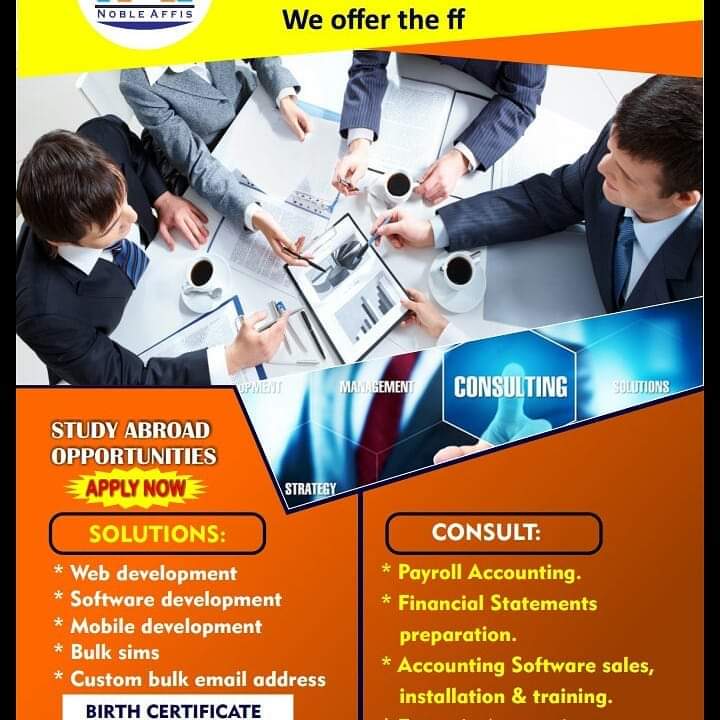 NOBLE AFFIS
We offer the ff
MANAGEMENT
CONSULTING
SOLUTIONS
STRATEGY
STUDY ABROAD
OPPORTUNITIES
APPLY NOW
SOLUTIONS:
* Web development
* Software development
* Mobile development
* Bulk sims
* Custom bulk email address
BIRTH CERTIFICATE
CONSULT:
* Payroll Accounting.
* Financial Statements
preparation.
* Accounting Software sales,
installation & training.